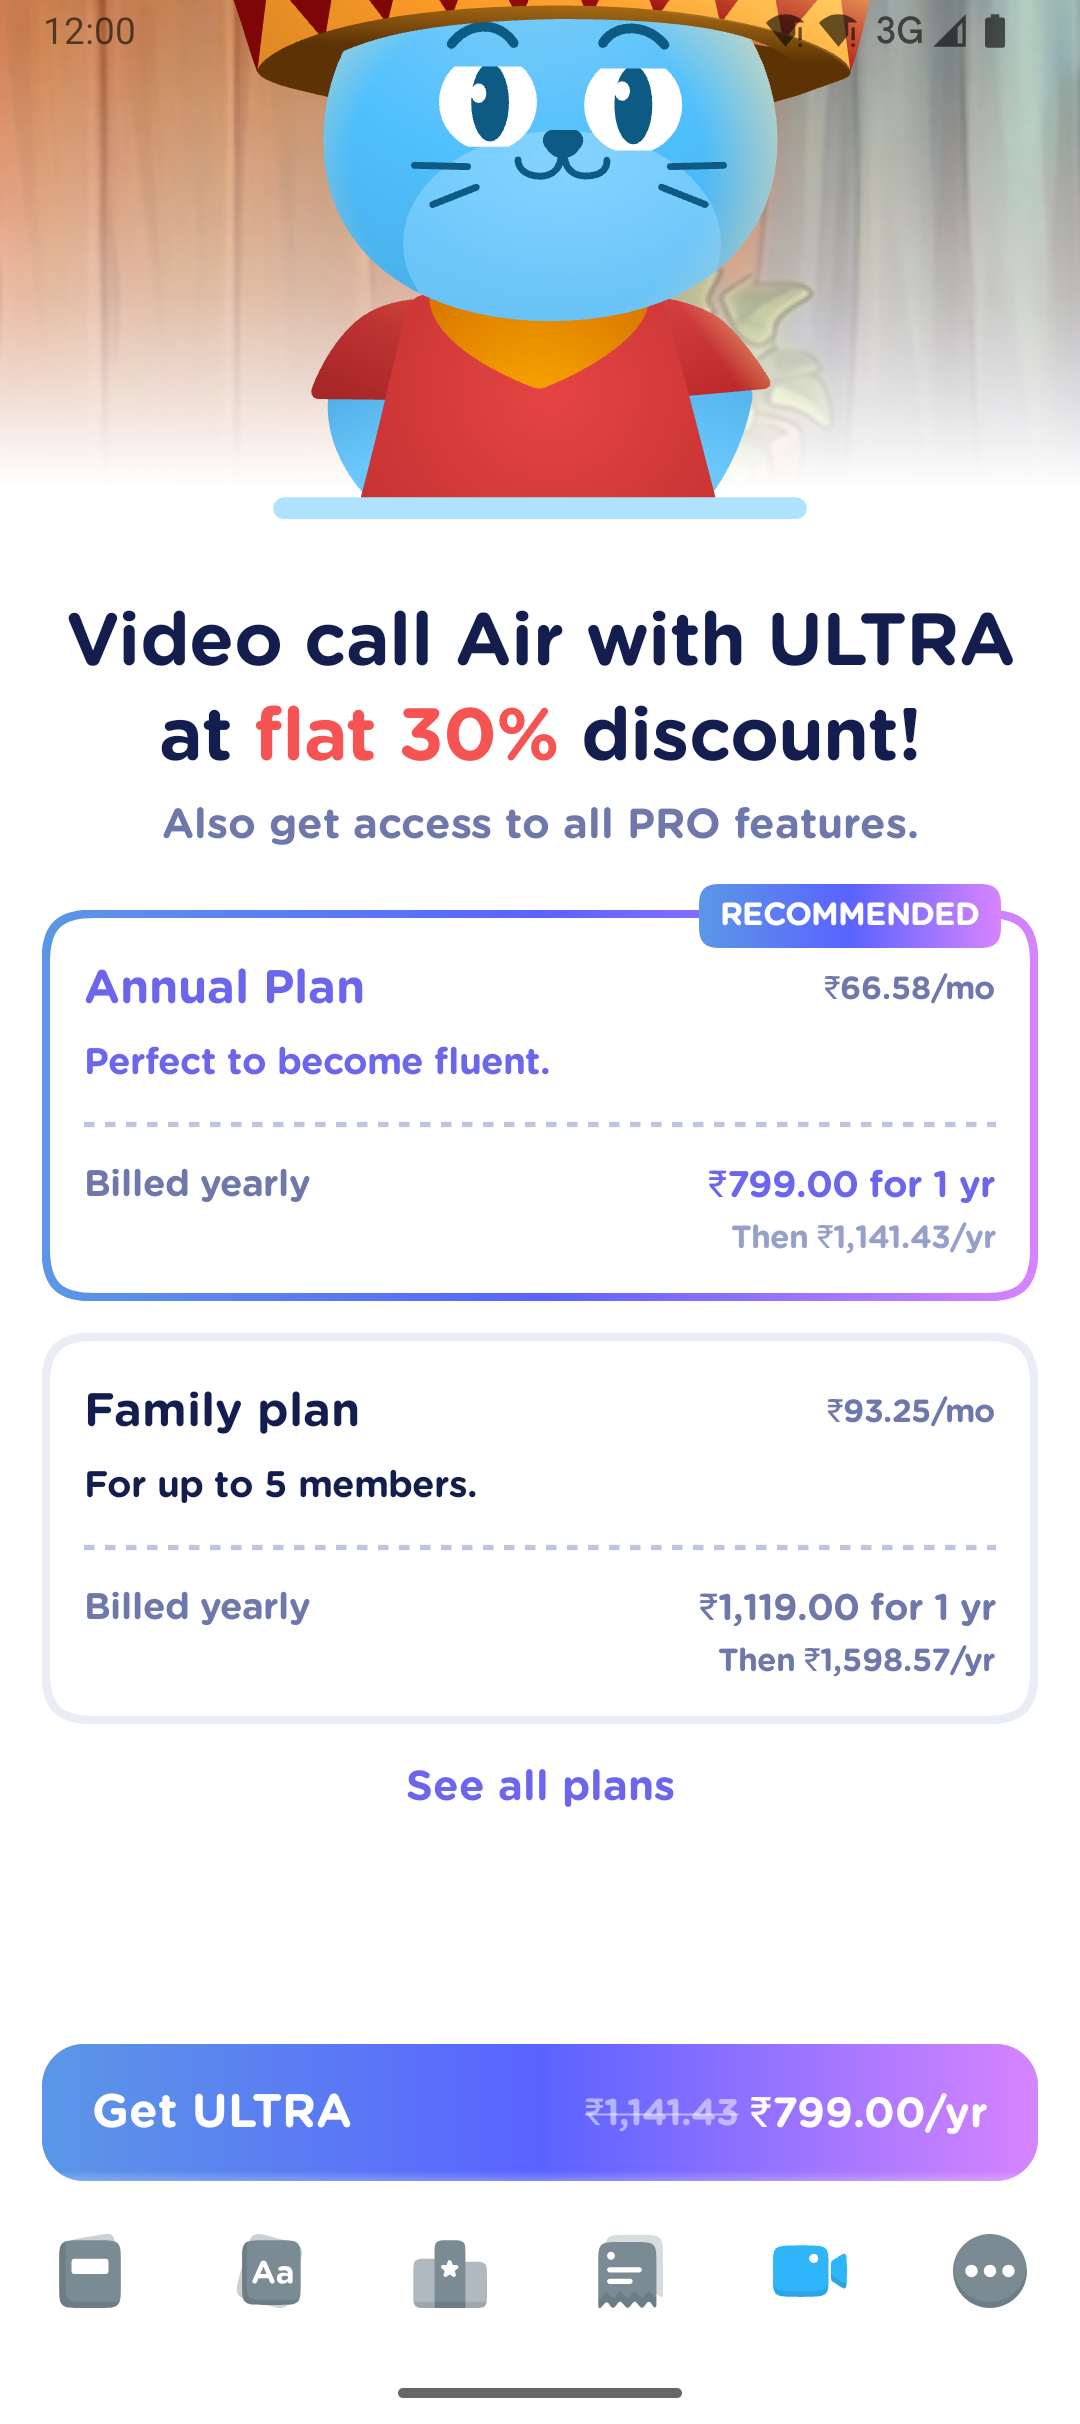 12:00
3G
Video call Air with ULTRA
at flat 30% discount!
Also get access to all PRO features.
RECOMMENDED
Annual Plan
₹66.58/mo
Perfect to become fluent.
Billed yearly
₹799.00 for 1 yr
Then ₹1,141.43/yr
Family plan
₹93.25/mo
For up to 5 members.
Billed yearly
₹1,119.00 for 1 yr
Then ₹1,598.57/yr
See all plans
Get ULTRA
₹1,141.43 ₹799.00/yr
Aa